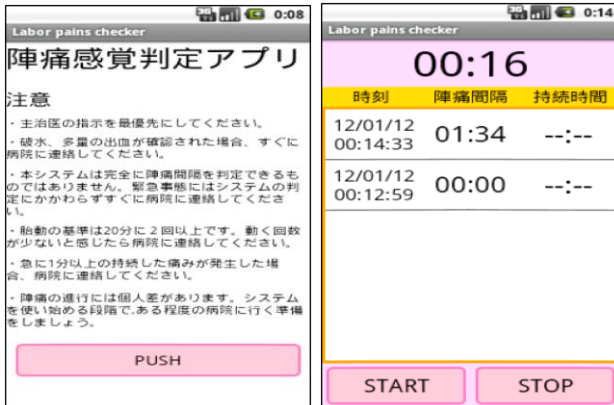 0:08
Labor pains checker
陣痛感覚判定アプリ
注意
・主治医の指示を最優先にしてください。
・破水、多量の出血が確認された場合、すぐに
病院に連絡してください。
・本システムは完全に陣痛間隔を判定できるも
のではありません。緊急事態にはシステムの判
定にかかわらずすぐに病院に連絡してくださ
い。
・胎動の基準は20分に２回以上です。動く回数
が少ないと感じたら病院に連絡してください。
・急に1分以上の持続した痛みが発生した場
合、病院に連絡してください。
・陣痛の進行には個人差があります。システム
を使い始める段階で､ある程度の病院に行く準備
をしましょう。
PUSH
3G
0:14
Labor pains checker
00:16
時刻 陣痛間隔 持続時間
12/01/12
00:14:33 01:34 --:--
12/01/12
00:12:59 00:00 --:--
START STOP